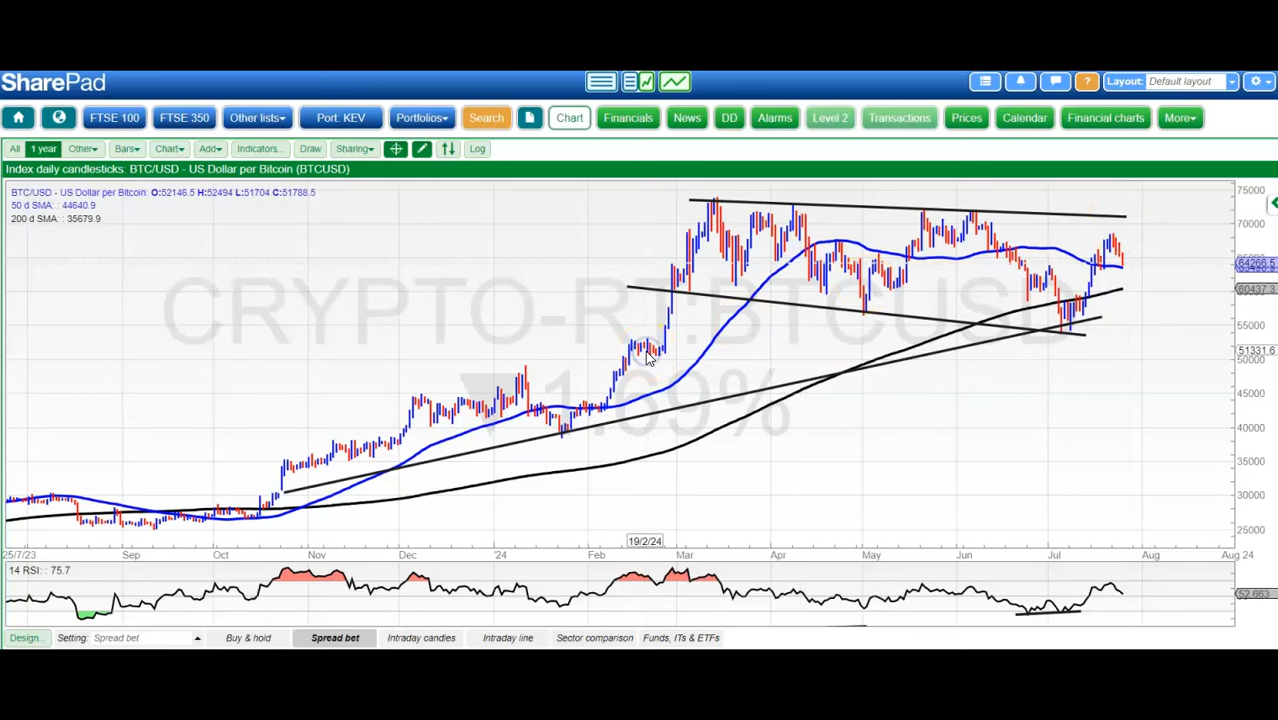 SharePad
Layout: Default layout
FTSE 100 FTSE 350 Other lists Port: KEV Portfolios Search Chart Financials News DD Alarms Level 2 Transactions Prices Calendar Financial charts More
All 1 year Other Bars Chart Add Indicators Draw Sharing Log
Index daily candlesticks: BTC/USD - US Dollar per Bitcoin (BTCUSD)
BTC/USD - US Dollar per Bitcoin: O:52146.5 H:52494 L:51704 C:51788.5
50 d SMA: 44640.9
200 d SMA: 35679.9
CRYPTO-RT:BTCUSD
1.69%
75000
70000
64266.5
60437.3
55000
51331.6
50000
45000
40000
35000
30000
25000
19/2/24
25/7/23 Sep Oct Nov Dec '24 Feb Mar Apr May Jun Jul Aug Aug 24
14 RSI: 75.7
52.663
Design... Setting: Spread bet Buy & hold Spread bet Intraday candles Intraday line Sector comparison Funds, ITs & ETFs